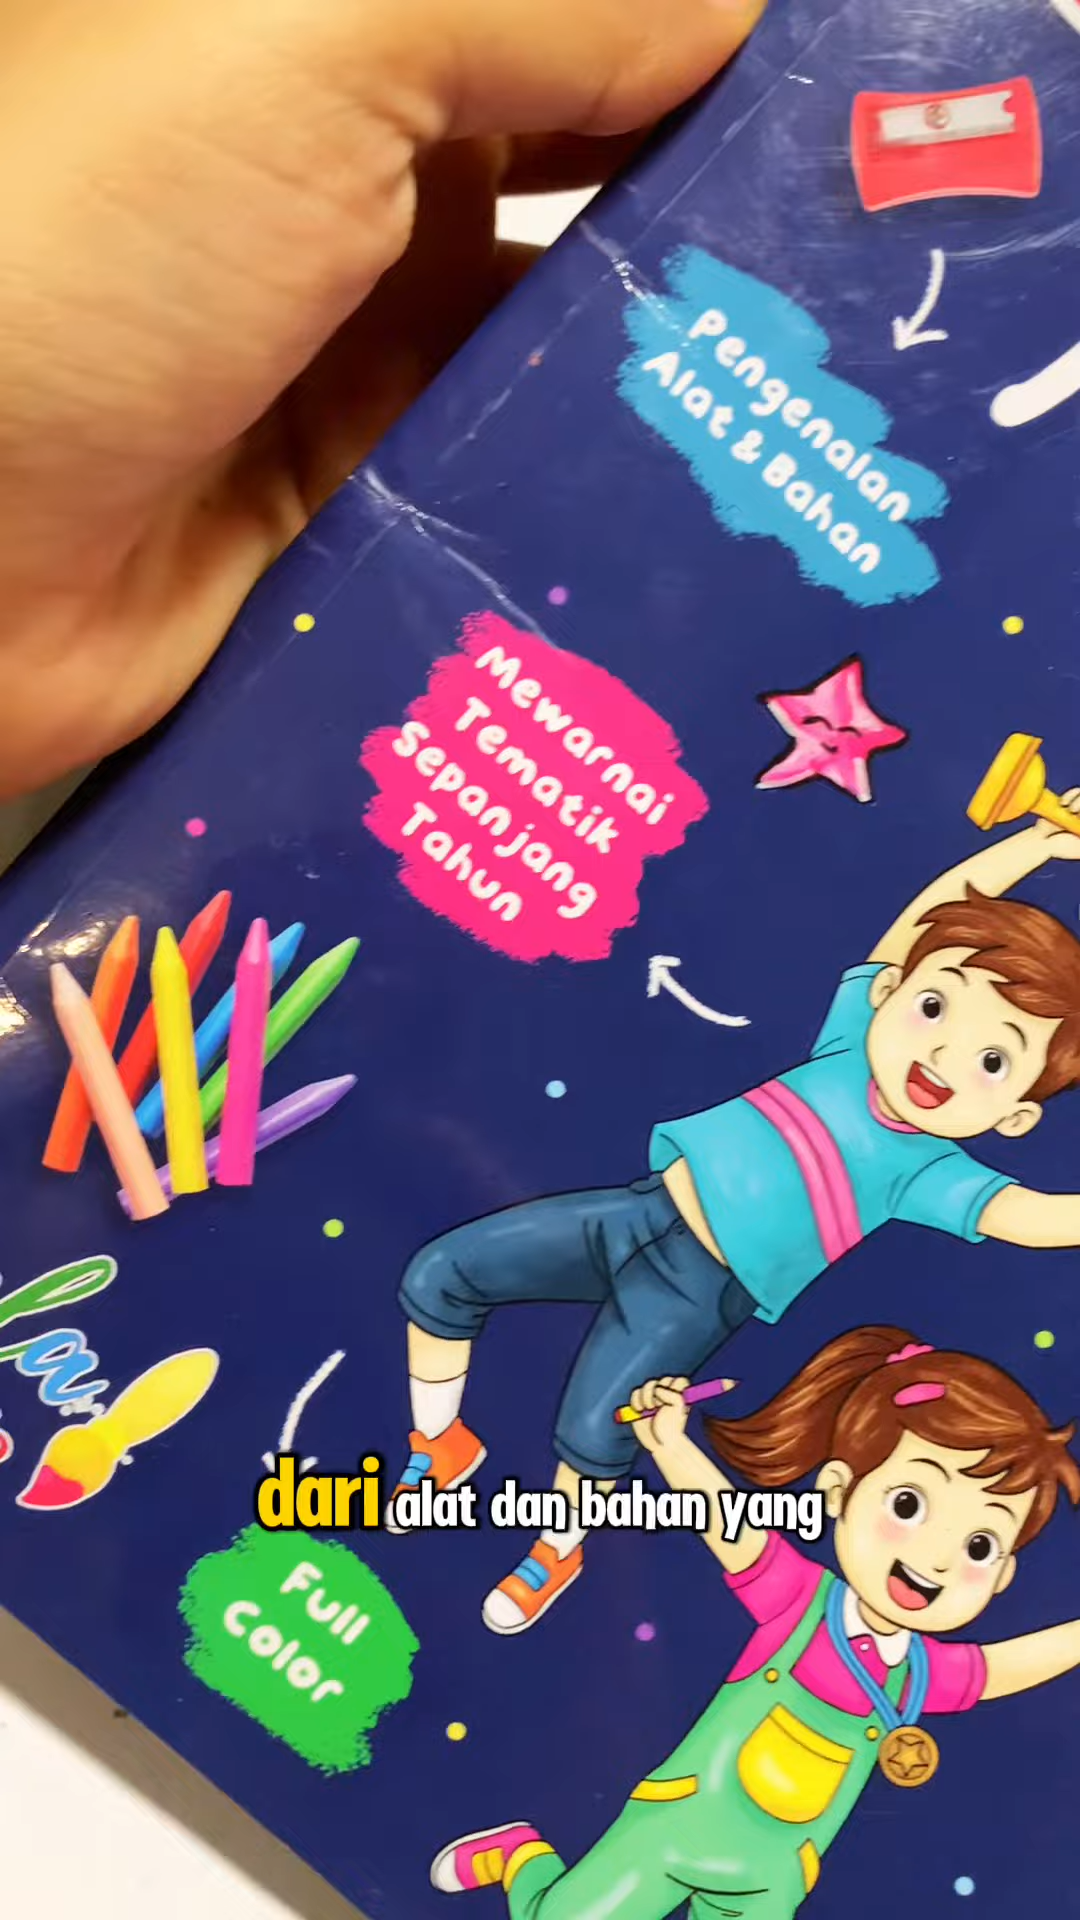 Pengenalan
Alat & Bahan
Mewarnai
Tematik
Sepanjang
Tahun
dari alat dan bahan yang
Full
Color